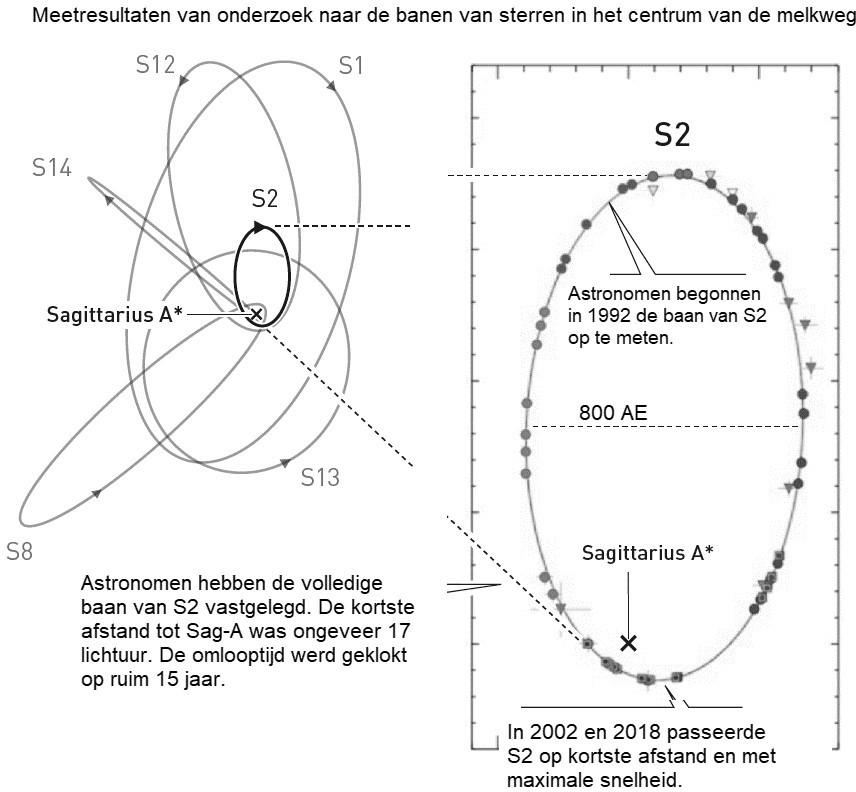 Meetresultaten van onderzoek naar de banen van sterren in het centrum van de melkweg
S12
S1
S14
S2
Sagittarius A*
S13
S8
Astronomen hebben de volledige
baan van S2 vastgelegd. De kortste
afstand tot Sag-A was ongeveer 17
lichtuur. De omlooptijd werd geklokt
op ruim 15 jaar.
S2
Astronomen begonnen
in 1992 de baan van S2
op te meten.
800 AE
Sagittarius A*
In 2002 en 2018 passeerde
S2 op kortste afstand en met
maximale snelheid.